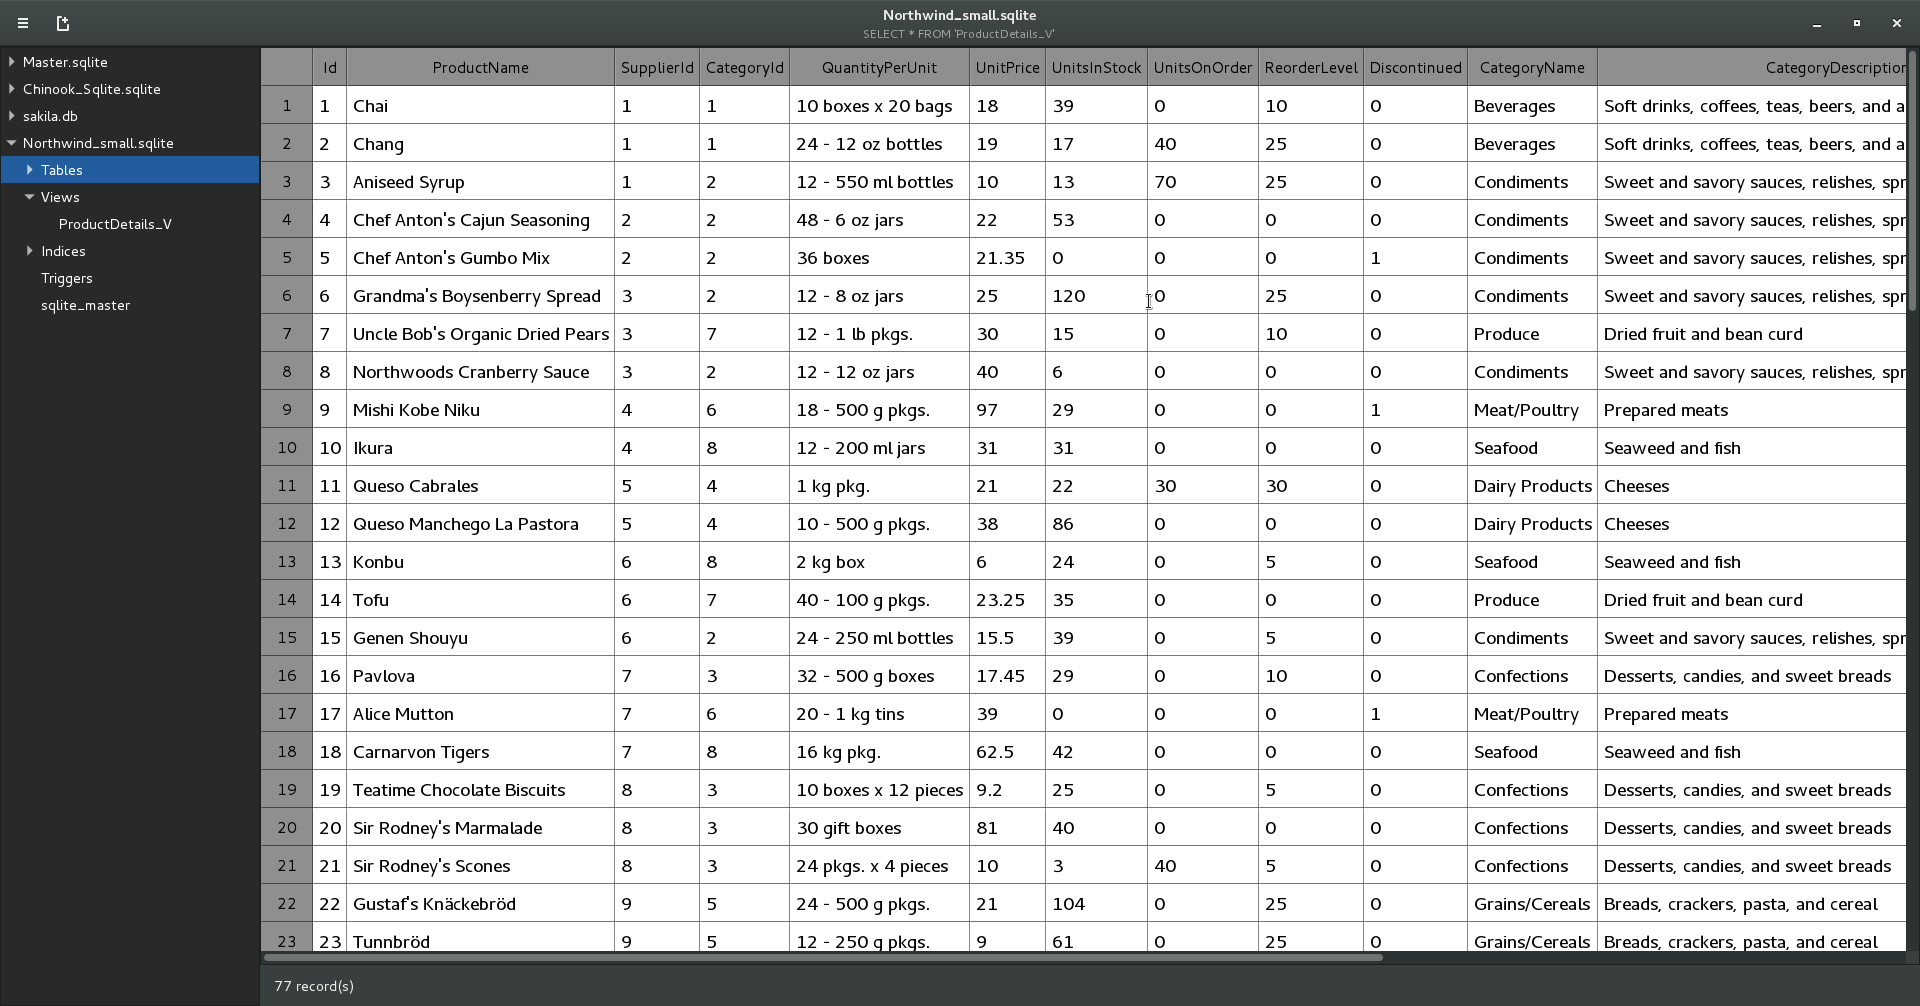 Northwind_small.sqlite
SELECT * FROM 'ProductDetails_V'
Master.sqlite
Chinook_Sqlite.sqlite
sakila.db
Northwind_small.sqlite
Tables
Views
ProductDetails_V
Indices
Triggers
sqlite_master
Id ProductName SupplierId CategoryId QuantityPerUnit UnitPrice UnitsInStock UnitsOnOrder ReorderLevel Discontinued CategoryName CategoryDescription
1 1 Chai 1 1 10 boxes x 20 bags 18 39 0 10 0 Beverages Soft drinks, coffees, teas, beers, and a
2 2 Chang 1 1 24 - 12 oz bottles 19 17 40 25 0 Beverages Soft drinks, coffees, teas, beers, and a
3 3 Aniseed Syrup 1 2 12 - 550 ml bottles 10 13 70 25 0 Condiments Sweet and savory sauces, relishes, spr
4 4 Chef Anton's Cajun Seasoning 2 2 48 - 6 oz jars 22 53 0 0 0 Condiments Sweet and savory sauces, relishes, spr
5 5 Chef Anton's Gumbo Mix 2 2 36 boxes 21.35 0 0 0 1 Condiments Sweet and savory sauces, relishes, spr
6 6 Grandma's Boysenberry Spread 3 2 12 - 8 oz jars 25 120 0 25 0 Condiments Sweet and savory sauces, relishes, spr
7 7 Uncle Bob's Organic Dried Pears 3 7 12 - 1 lb pkgs. 30 15 0 10 0 Produce Dried fruit and bean curd
8 8 Northwoods Cranberry Sauce 3 2 12 - 12 oz jars 40 6 0 0 0 Condiments Sweet and savory sauces, relishes, spr
9 9 Mishi Kobe Niku 4 6 18 - 500 g pkgs. 97 29 0 0 1 Meat/Poultry Prepared meats
10 10 Ikura 4 8 12 - 200 ml jars 31 31 0 0 0 Seafood Seaweed and fish
11 11 Queso Cabrales 5 4 1 kg pkg. 21 22 30 30 0 Dairy Products Cheeses
12 12 Queso Manchego La Pastora 5 4 10 - 500 g pkgs. 38 86 0 0 0 Dairy Products Cheeses
13 13 Konbu 6 8 2 kg box 6 24 0 5 0 Seafood Seaweed and fish
14 14 Tofu 6 7 40 - 100 g pkgs. 23.25 35 0 0 0 Produce Dried fruit and bean curd
15 15 Genen Shouyu 6 2 24 - 250 ml bottles 15.5 39 0 5 0 Condiments Sweet and savory sauces, relishes, spr
16 16 Pavlova 7 3 32 - 500 g boxes 17.45 29 0 10 0 Confections Desserts, candies, and sweet breads
17 17 Alice Mutton 7 6 20 - 1 kg tins 39 0 0 0 1 Meat/Poultry Prepared meats
18 18 Carnarvon Tigers 7 8 16 kg pkg. 62.5 42 0 0 0 Seafood Seaweed and fish
19 19 Teatime Chocolate Biscuits 8 3 10 boxes x 12 pieces 9.2 25 0 5 0 Confections Desserts, candies, and sweet breads
20 20 Sir Rodney's Marmalade 8 3 30 gift boxes 81 40 0 0 0 Confections Desserts, candies, and sweet breads
21 21 Sir Rodney's Scones 8 3 24 pkgs. x 4 pieces 10 3 40 5 0 Confections Desserts, candies, and sweet breads
22 22 Gustaf's Knäckebröd 9 5 24 - 500 g pkgs. 21 104 0 25 0 Grains/Cereals Breads, crackers, pasta, and cereal
23 23 Tunnbröd 9 5 12 - 250 g pkgs. 9 61 0 25 0 Grains/Cereals Breads, crackers, pasta, and cereal
77 record(s)